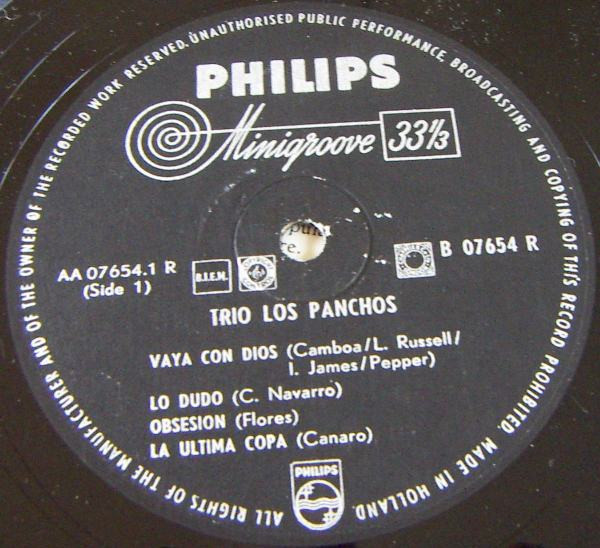 ALL RIGHTS OF THE MANUFACTURER AND OF THE OWNER OF THE RECORDED WORK RESERVED. UNAUTHORISED PUBLIC PERFORMANCE, BROADCASTING AND COPYING OF THIS RECORD PROHIBITED. MADE IN HOLLAND.
PHILIPS
Minigroove 33⅓
re.
AA 07654.1 R
(Side 1)
B.I.E.M.
B 07654 R
TRIO LOS PANCHOS
VAYA CON DIOS (Camboa/L. Russell/
I. James/Pepper)
LO DUDO (C. Navarro)
OBSESION (Flores)
LA ULTIMA COPA (Canaro)
PHILIPS